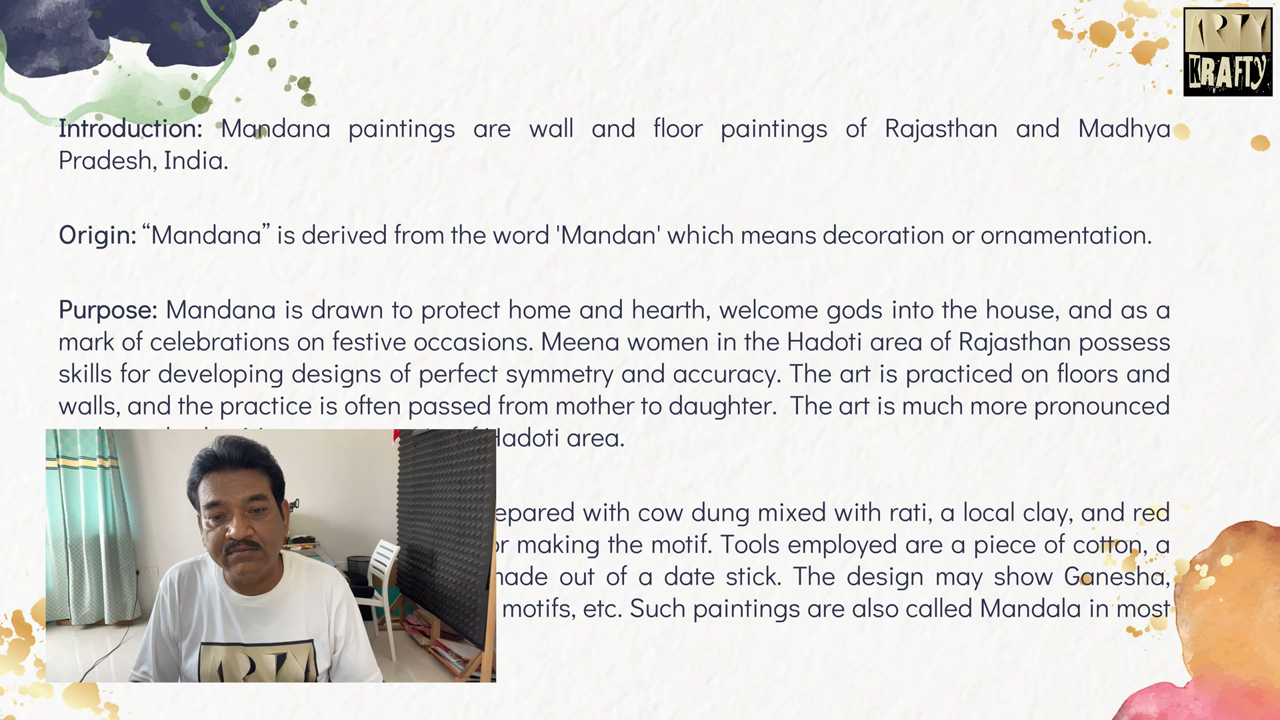 ARTY
KRAFTY
Introduction: Mandana paintings are wall and floor paintings of Rajasthan and Madhya
Pradesh, India.
Origin: “Mandana” is derived from the word 'Mandan' which means decoration or ornamentation.
Purpose: Mandana is drawn to protect home and hearth, welcome gods into the house, and as a
mark of celebrations on festive occasions. Meena women in the Hadoti area of Rajasthan possess
skills for developing designs of perfect symmetry and accuracy. The art is practiced on floors and
walls, and the practice is often passed from mother to daughter. The art is much more pronounced
Hadoti area.
with cow dung mixed with rati, a local clay, and red
making the motif. Tools employed are a piece of cotton, a
out of a date stick. The design may show Ganesha,
motifs, etc. Such paintings are also called Mandala in most
ARTY